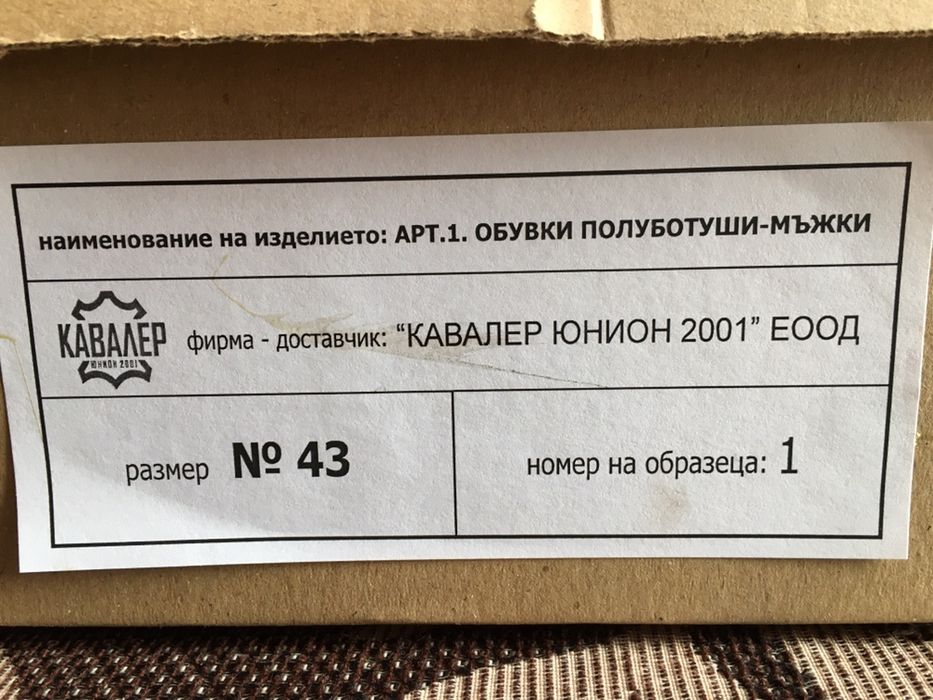 наименование на изделието: АРТ.1. ОБУВКИ ПОЛУБОТУШИ-МЪЖКИ
КАВАЛЕР
ЮНИОН 2001
фирма - доставчик: “КАВАЛЕР ЮНИОН 2001” ЕООД
размер № 43
номер на образеца: 1